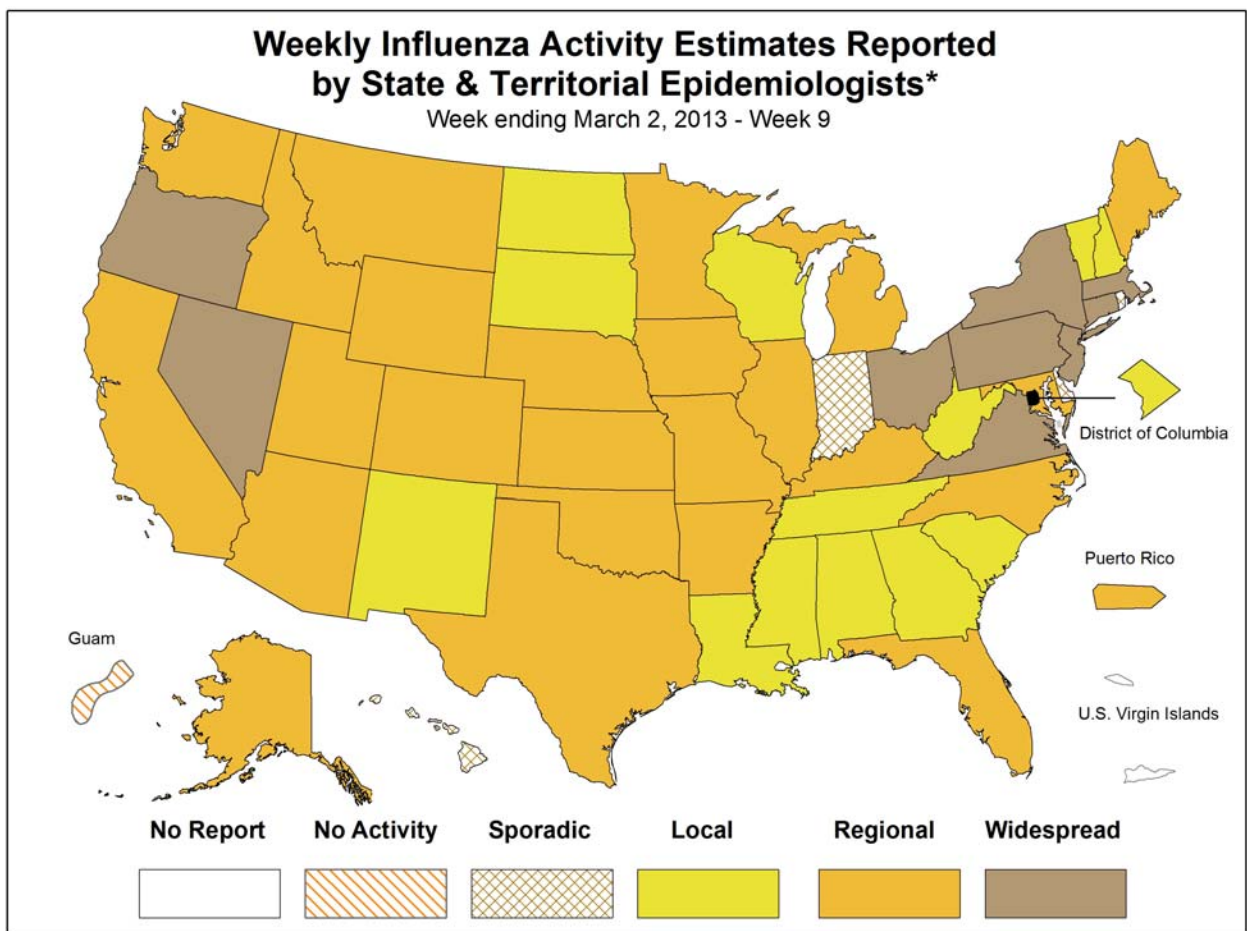 Weekly Influenza Activity Estimates Reported
by State & Territorial Epidemiologists*
Week ending March 2, 2013 - Week 9
District of Columbia
Puerto Rico
Guam
U.S. Virgin Islands
No Report
No Activity
Sporadic
Local
Regional
Widespread